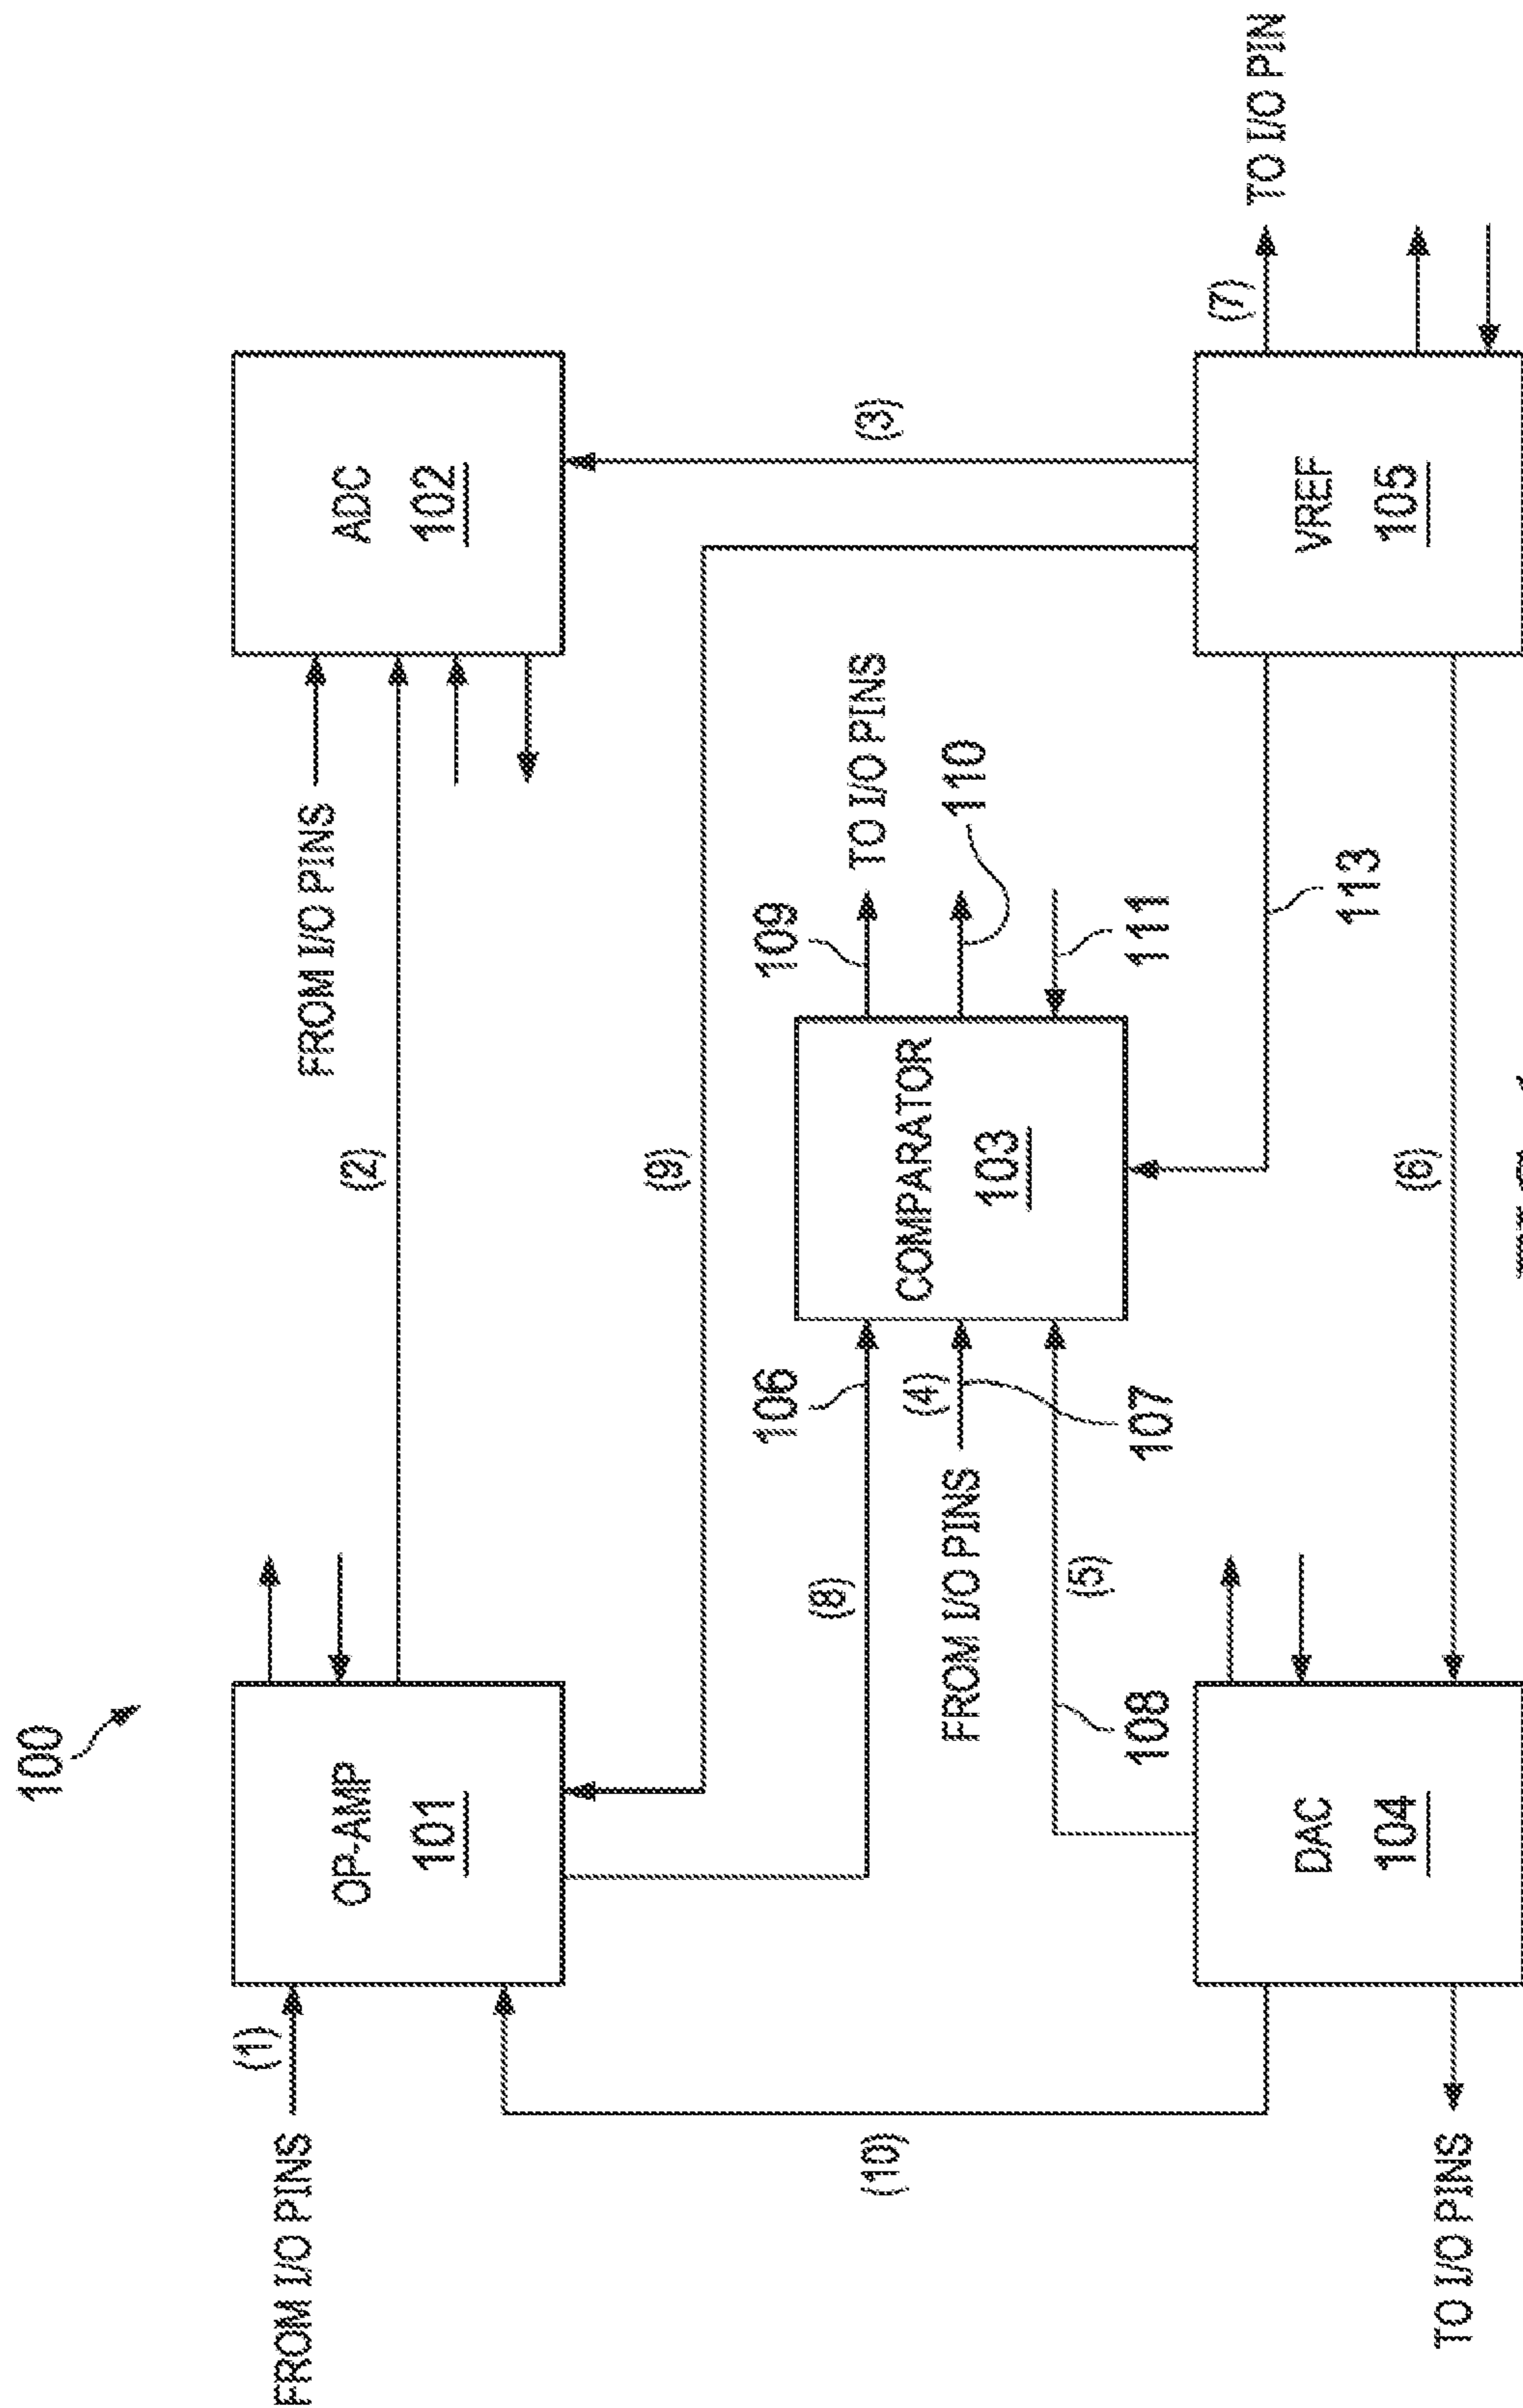 100
FROM I/O PINS
(1)
OP-AMP
101
(2)
FROM I/O PINS
ADC
102
(9)
(3)
(8)
106
109
TO I/O PINS
(4)
COMPARATOR
103
110
FROM I/O PINS
107
111
(10)
(5)
108
113
(7)
TO I/O PIN
DAC
104
VREF
105
(6)
TO I/O PINS